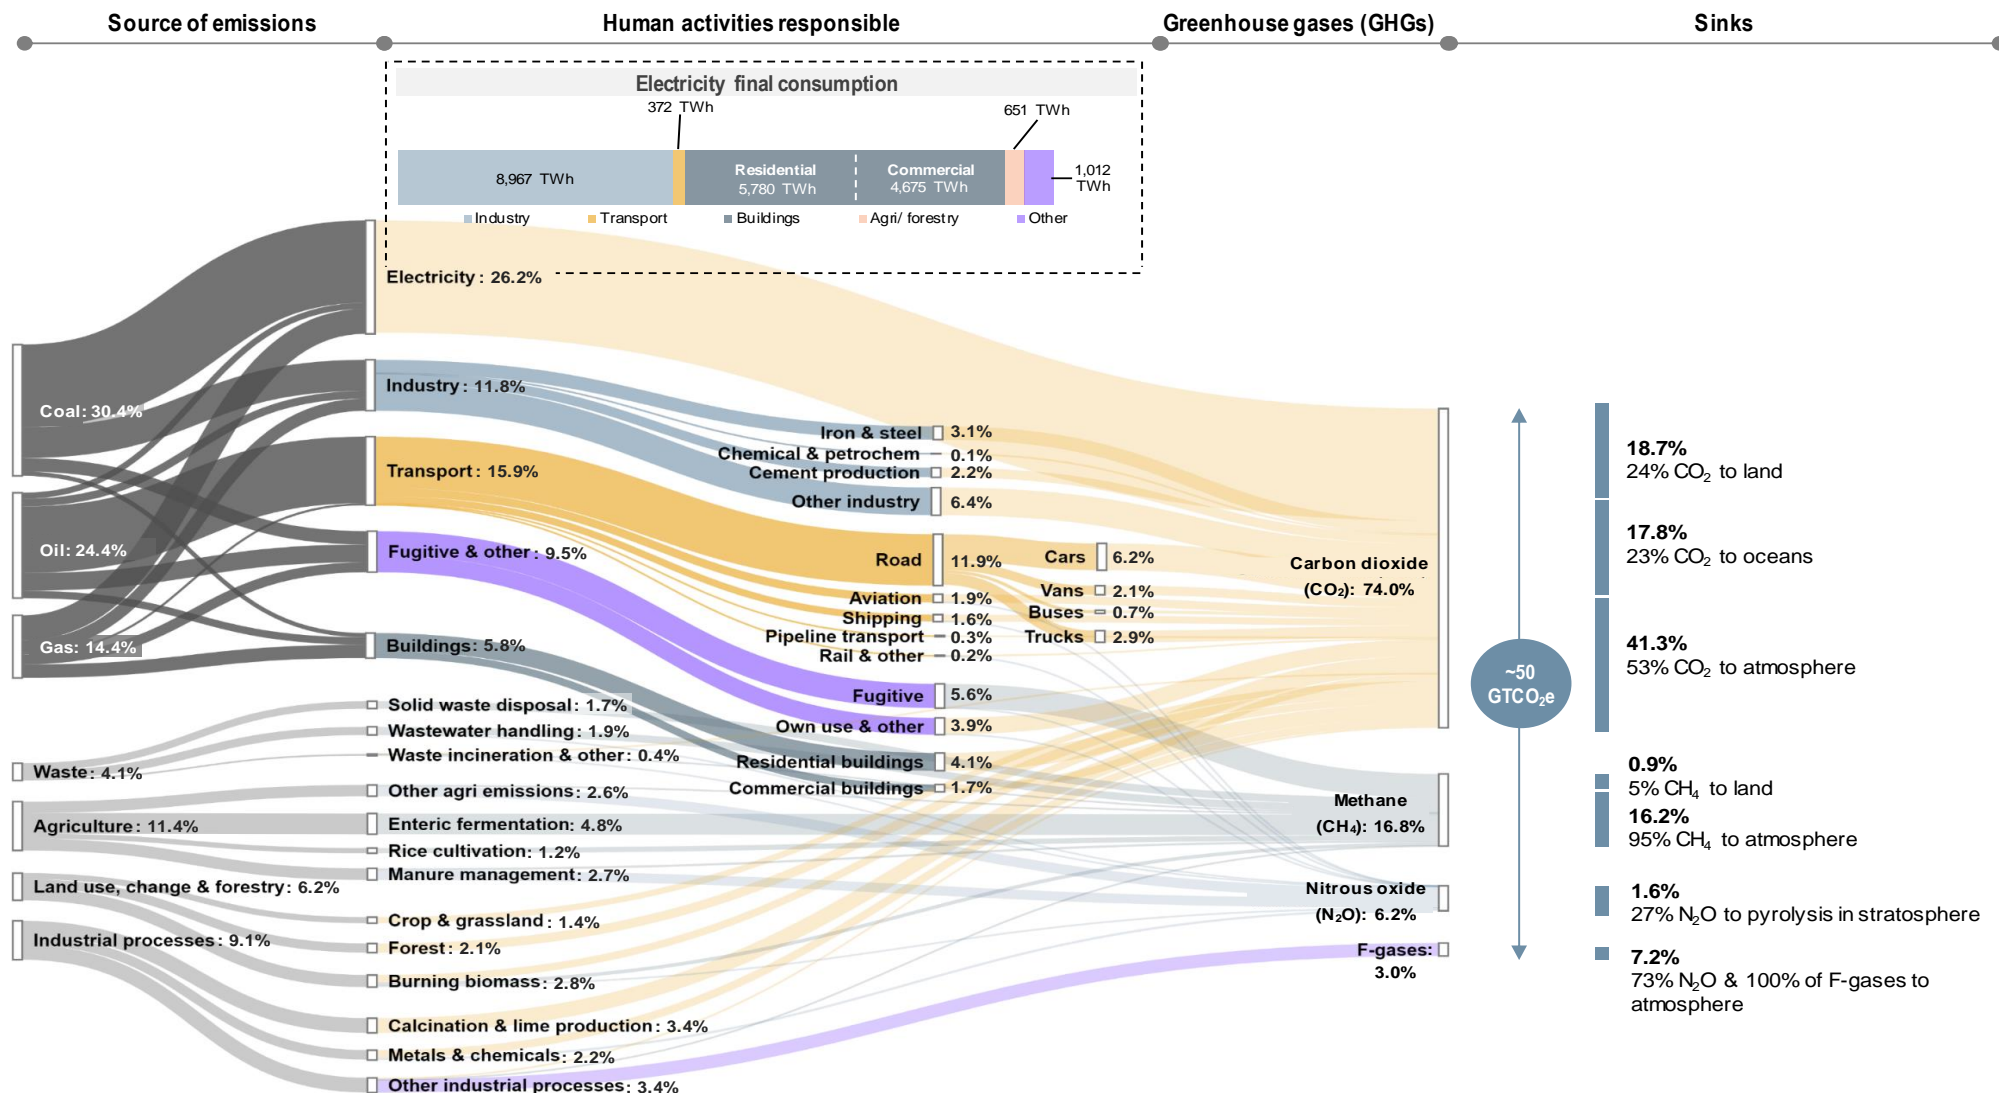 Source of emissions
Human activities responsible
Greenhouse gases (GHGs)
Sinks
Electricity final consumption
372 TWh
651 TWh
8,967 TWh
Residential
5,780 TWh
Commercial
4,675 TWh
1,012
TWh
Industry
Transport
Buildings
Agri/ forestry
Other
Coal: 30.4%
Oil: 24.4%
Gas: 14.4%
Waste: 4.1%
Agriculture: 11.4%
Land use, change & forestry: 6.2%
Industrial processes: 9.1%
Electricity: 26.2%
Industry: 11.8%
Transport: 15.9%
Fugitive & other: 9.5%
Buildings: 5.8%
Solid waste disposal: 1.7%
Wastewater handling: 1.9%
Waste incineration & other: 0.4%
Other agri emissions: 2.6%
Enteric fermentation: 4.8%
Rice cultivation: 1.2%
Manure management: 2.7%
Crop & grassland: 1.4%
Forest: 2.1%
Burning biomass: 2.8%
Calcination & lime production: 3.4%
Metals & chemicals: 2.2%
Other industrial processes: 3.4%
Iron & steel 3.1%
Chemical & petrochem 0.1%
Cement production 2.2%
Other industry 6.4%
Road 11.9%
Aviation 1.9%
Shipping 1.6%
Pipeline transport 0.3%
Rail & other 0.2%
Fugitive 5.6%
Own use & other 3.9%
Residential buildings 4.1%
Commercial buildings 1.7%
Cars 6.2%
Vans 2.1%
Buses 0.7%
Trucks 2.9%
Carbon dioxide
(CO₂): 74.0%
Methane
(CH₄): 16.8%
Nitrous oxide
(N₂O): 6.2%
F-gases:
3.0%
~50
GTCO₂e
18.7%
24% CO₂ to land
17.8%
23% CO₂ to oceans
41.3%
53% CO₂ to atmosphere
0.9%
5% CH₄ to land
16.2%
95% CH₄ to atmosphere
1.6%
27% N₂O to pyrolysis in stratosphere
7.2%
73% N₂O & 100% of F-gases to
atmosphere